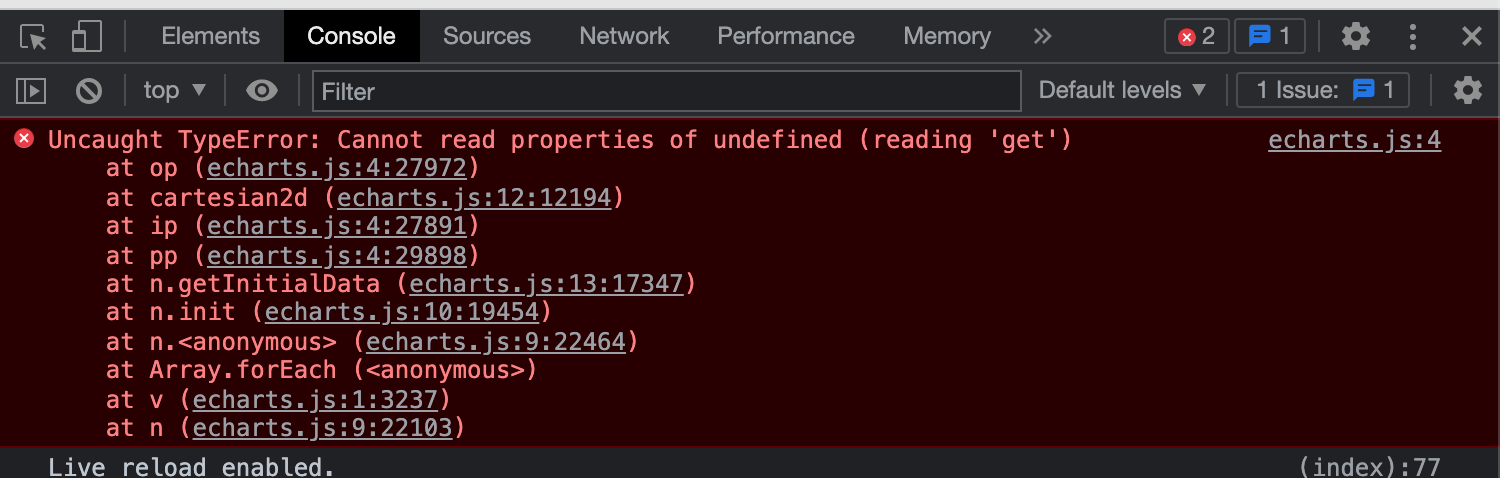 Elements Console Sources Network Performance Memory » 2 1
top ▼ Filter Default levels ▼ 1 Issue: 1
Uncaught TypeError: Cannot read properties of undefined (reading 'get') echarts.js:4
at op (echarts.js:4:27972)
at cartesian2d (echarts.js:12:12194)
at ip (echarts.js:4:27891)
at pp (echarts.js:4:29898)
at n.getInitialData (echarts.js:13:17347)
at n.init (echarts.js:10:19454)
at n.<anonymous> (echarts.js:9:22464)
at Array.forEach (<anonymous>)
at v (echarts.js:1:3237)
at n (echarts.js:9:22103)
Live reload enabled. (index):77